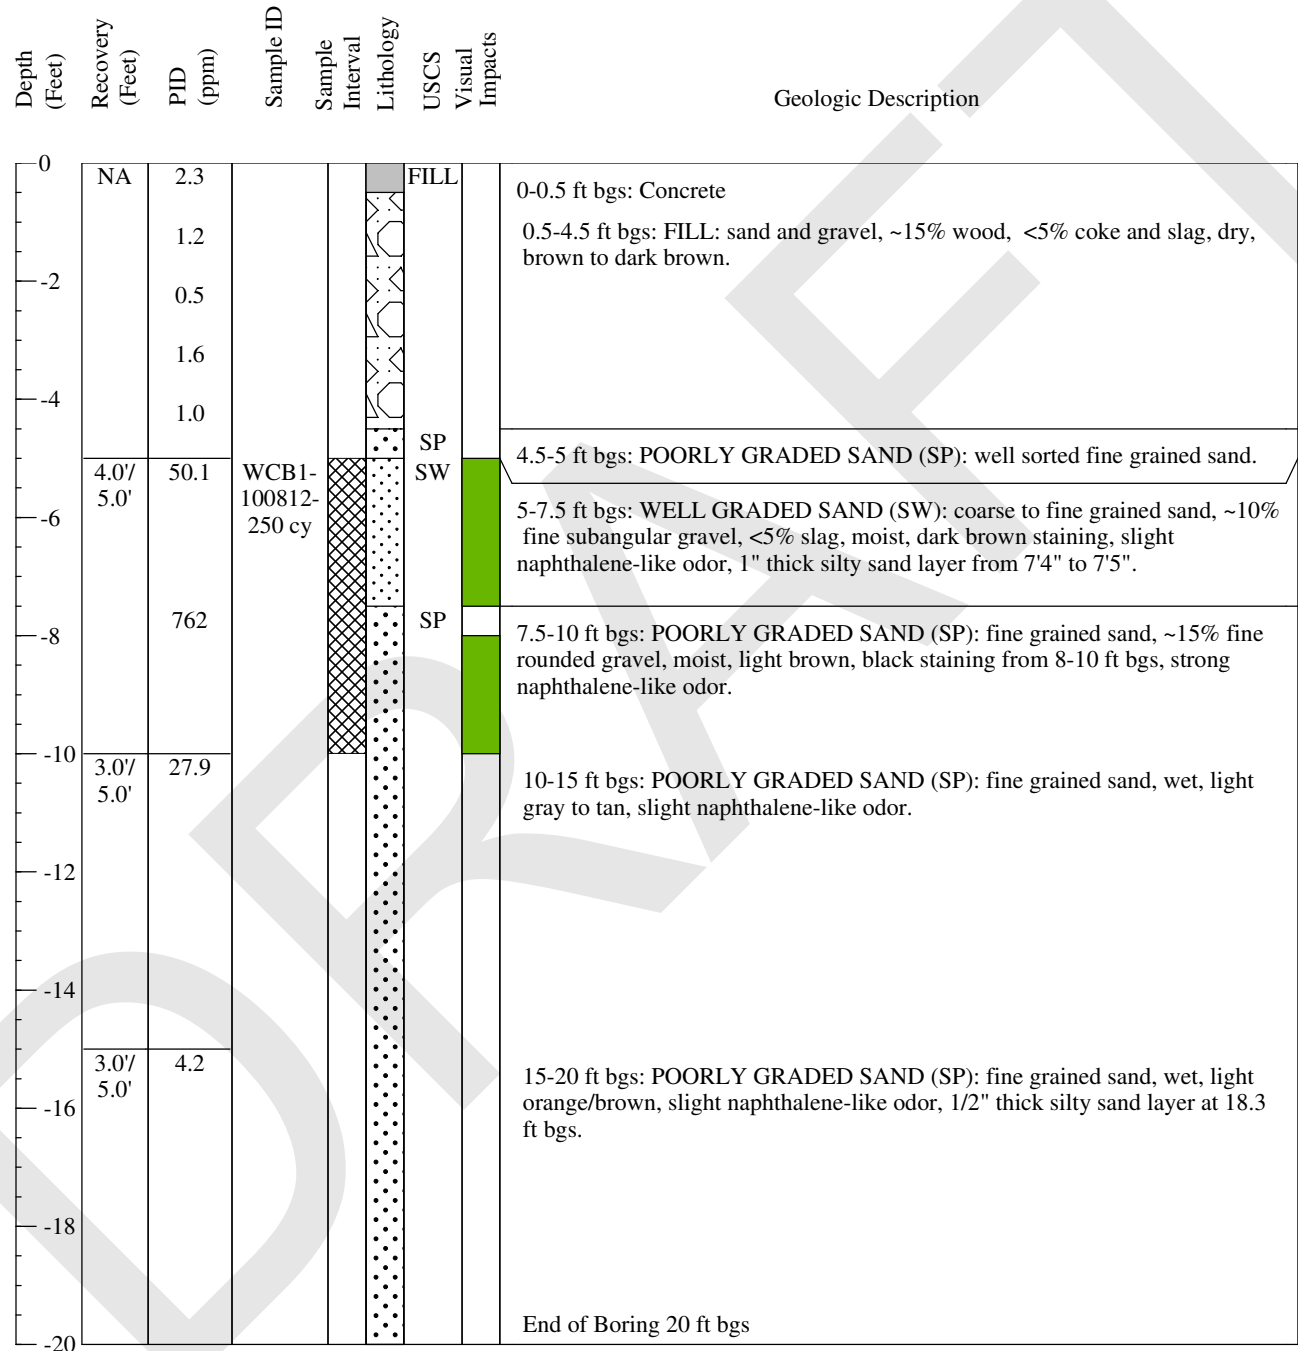 Depth
(Feet)
Recovery
(Feet)
PID
(ppm)
Sample ID
Sample
Interval
Lithology
USCS
Visual
Impacts
Geologic Description
0
NA
2.3
FILL
0-0.5 ft bgs: Concrete
1.2
0.5-4.5 ft bgs: FILL: sand and gravel, ~15% wood, <5% coke and slag, dry,
brown to dark brown.
-2
0.5
1.6
-4
1.0
SP
4.5-5 ft bgs: POORLY GRADED SAND (SP): well sorted fine grained sand.
4.0'/
5.0'
50.1
WCB1-
100812-
250 cy
SW
-6
5-7.5 ft bgs: WELL GRADED SAND (SW): coarse to fine grained sand, ~10%
fine subangular gravel, <5% slag, moist, dark brown staining, slight
naphthalene-like odor, 1" thick silty sand layer from 7'4" to 7'5".
762
SP
-8
7.5-10 ft bgs: POORLY GRADED SAND (SP): fine grained sand, ~15% fine
rounded gravel, moist, light brown, black staining from 8-10 ft bgs, strong
naphthalene-like odor.
-10
3.0'/
5.0'
27.9
10-15 ft bgs: POORLY GRADED SAND (SP): fine grained sand, wet, light
gray to tan, slight naphthalene-like odor.
-12
-14
3.0'/
5.0'
4.2
15-20 ft bgs: POORLY GRADED SAND (SP): fine grained sand, wet, light
orange/brown, slight naphthalene-like odor, 1/2" thick silty sand layer at 18.3
ft bgs.
-16
-18
End of Boring 20 ft bgs
-20
DRAFT